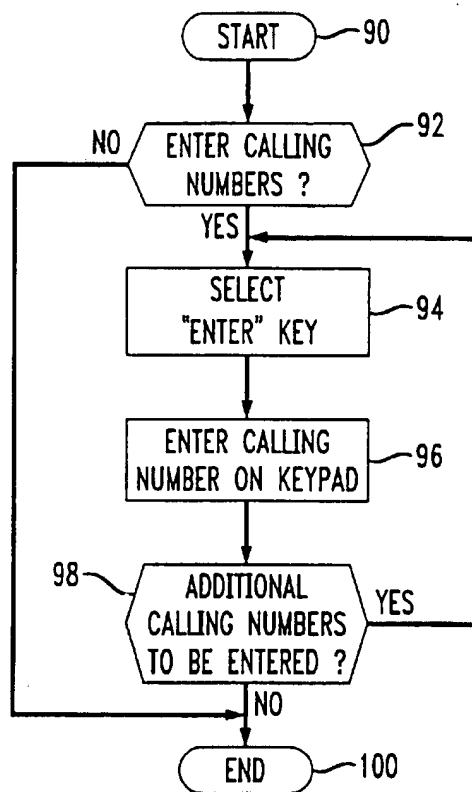 START
90
NO
ENTER CALLING
NUMBERS ?
92
YES
SELECT
"ENTER" KEY
94
ENTER CALLING
NUMBER ON KEYPAD
96
98
ADDITIONAL
CALLING NUMBERS
TO BE ENTERED ?
YES
NO
END
100